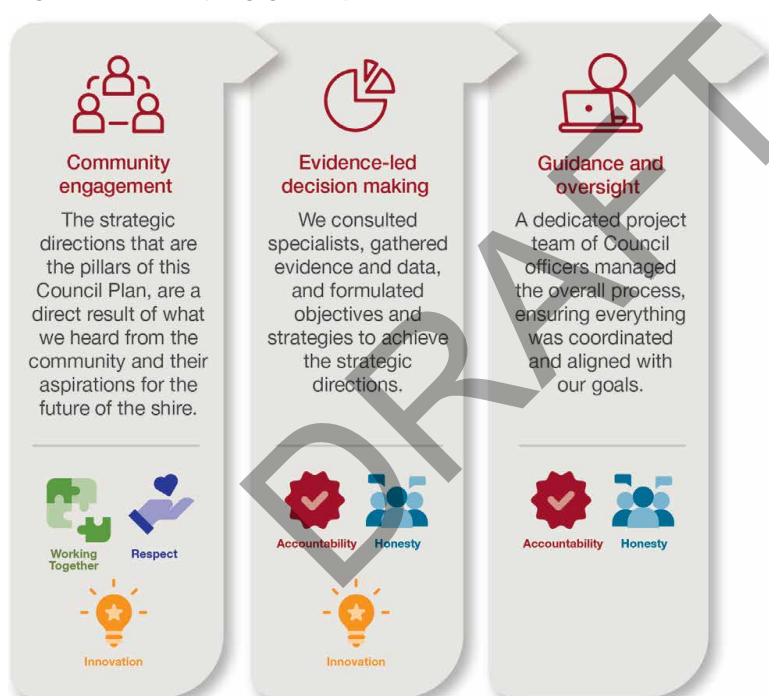 Community
engagement
The strategic
directions that are
the pillars of this
Council Plan, are a
direct result of what
we heard from the
community and their
aspirations for the
future of the shire.
Working
Together
Respect
Innovation
Evidence-led
decision making
We consulted
specialists, gathered
evidence and data,
and formulated
objectives and
strategies to achieve
the strategic
directions.
Accountability
Honesty
Innovation
Guidance and
oversight
A dedicated project
team of Council
officers managed
the overall process,
ensuring everything
was coordinated
and aligned with
our goals.
Accountability
Honesty
DRAFT